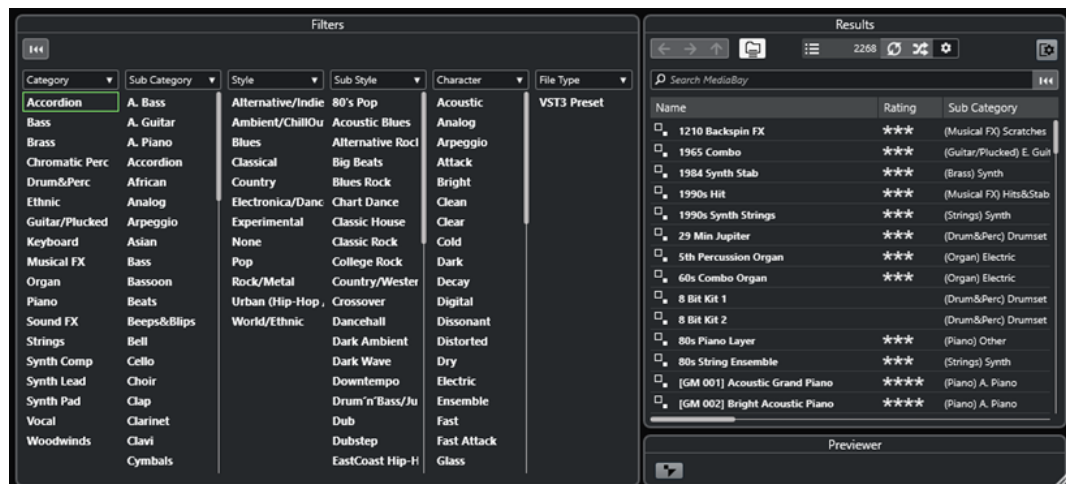 Filters
Category
Sub Category
Style
Sub Style
Character
File Type
Accordion
Bass
Brass
Chromatic Perc
Drum&Perc
Ethnic
Guitar/Plucked
Keyboard
Musical FX
Organ
Piano
Sound FX
Strings
Synth Comp
Synth Lead
Synth Pad
Vocal
Woodwinds
A. Bass
A. Guitar
A. Piano
Accordion
African
Analog
Arpeggio
Asian
Bass
Bassoon
Beats
Beeps&Blips
Bell
Cello
Choir
Clap
Clarinet
Clavi
Cymbals
Alternative/Indie
Ambient/ChillOu
Blues
Classical
Country
Electronica/Danc
Experimental
None
Pop
Rock/Metal
Urban (Hip-Hop /
World/Ethnic
80's Pop
Acoustic Blues
Alternative Rocl
Big Beats
Blues Rock
Chart Dance
Classic House
Classic Rock
College Rock
Country/Wester
Crossover
Dancehall
Dark Ambient
Dark Wave
Downtempo
Drum´n´Bass/Ju
Dub
Dubstep
EastCoast Hip-H
Acoustic
Analog
Arpeggio
Attack
Bright
Clean
Clear
Cold
Dark
Decay
Digital
Dissonant
Distorted
Dry
Electric
Ensemble
Fast
Fast Attack
Glass
VST3 Preset
Results
2268
Search MediaBay
Name Rating Sub Category
1210 Backspin FX *** (Musical FX) Scratches
1965 Combo *** (Guitar/Plucked) E. Guit
1984 Synth Stab *** (Brass) Synth
1990s Hit *** (Musical FX) Hits&Stab
1990s Synth Strings *** (Strings) Synth
29 Min Jupiter *** (Drum&Perc) Drumset
5th Percussion Organ *** (Organ) Electric
60s Combo Organ *** (Organ) Electric
8 Bit Kit 1 (Drum&Perc) Drumset
8 Bit Kit 2 (Drum&Perc) Drumset
80s Piano Layer *** (Piano) Other
80s String Ensemble *** (Strings) Synth
[GM 001] Acoustic Grand Piano **** (Piano) A. Piano
[GM 002] Bright Acoustic Piano **** (Piano) A. Piano
Previewer